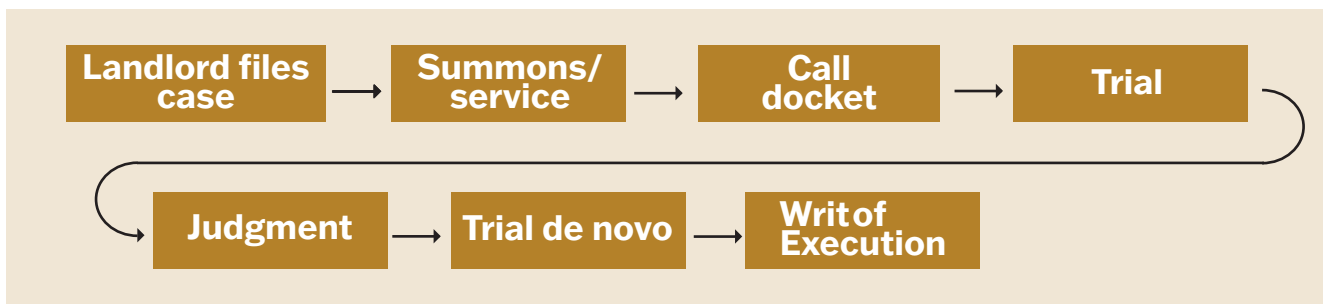 Landlord files
case
Summons/
service
Call
docket
Trial
Judgment
Trial de novo
Writ of
Execution